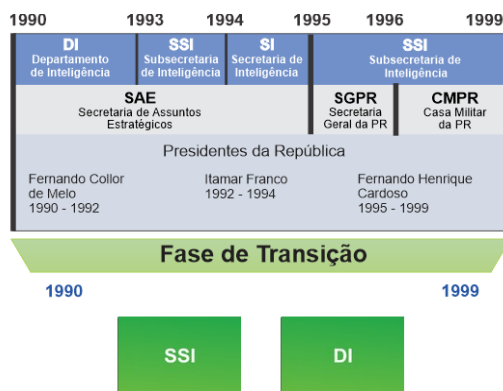 1990 1993 1994 1995 1996 1999
DI SSI SI SSI
Departamento Subsecretaria Secretaria de Subsecretaria de
de Inteligência de Inteligência Inteligência Inteligência
SAE SGPR CMPR
Secretaria de Assuntos Secretaria Casa Militar
Estratégicos Geral da PR da PR
Presidentes da República
Fernando Collor Itamar Franco Fernando Henrique
de Melo 1992 - 1994 Cardoso
1990 - 1992 1995 - 1999
Fase de Transição
1990 1999
SSI DI